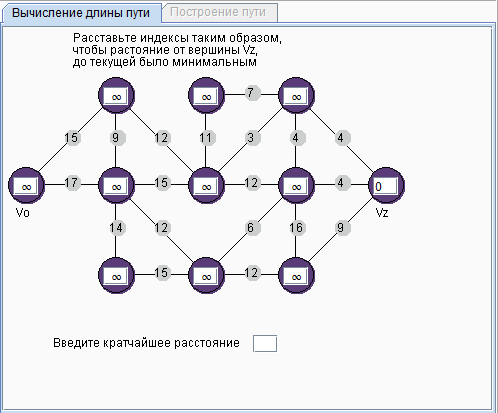 Вычисление длины пути
Построение пути
Расставьте индексы таким образом,
чтобы растояние от вершины Vz,
до текущей было минимальным
∞ ∞ 7 ∞
15 9 12 11 3 4 4
∞ 17 ∞ 15 ∞ 12 ∞ 4 0
Vo Vz
14 12 6 16 9
∞ 15 ∞ 12 ∞
Введите кратчайшее расстояние